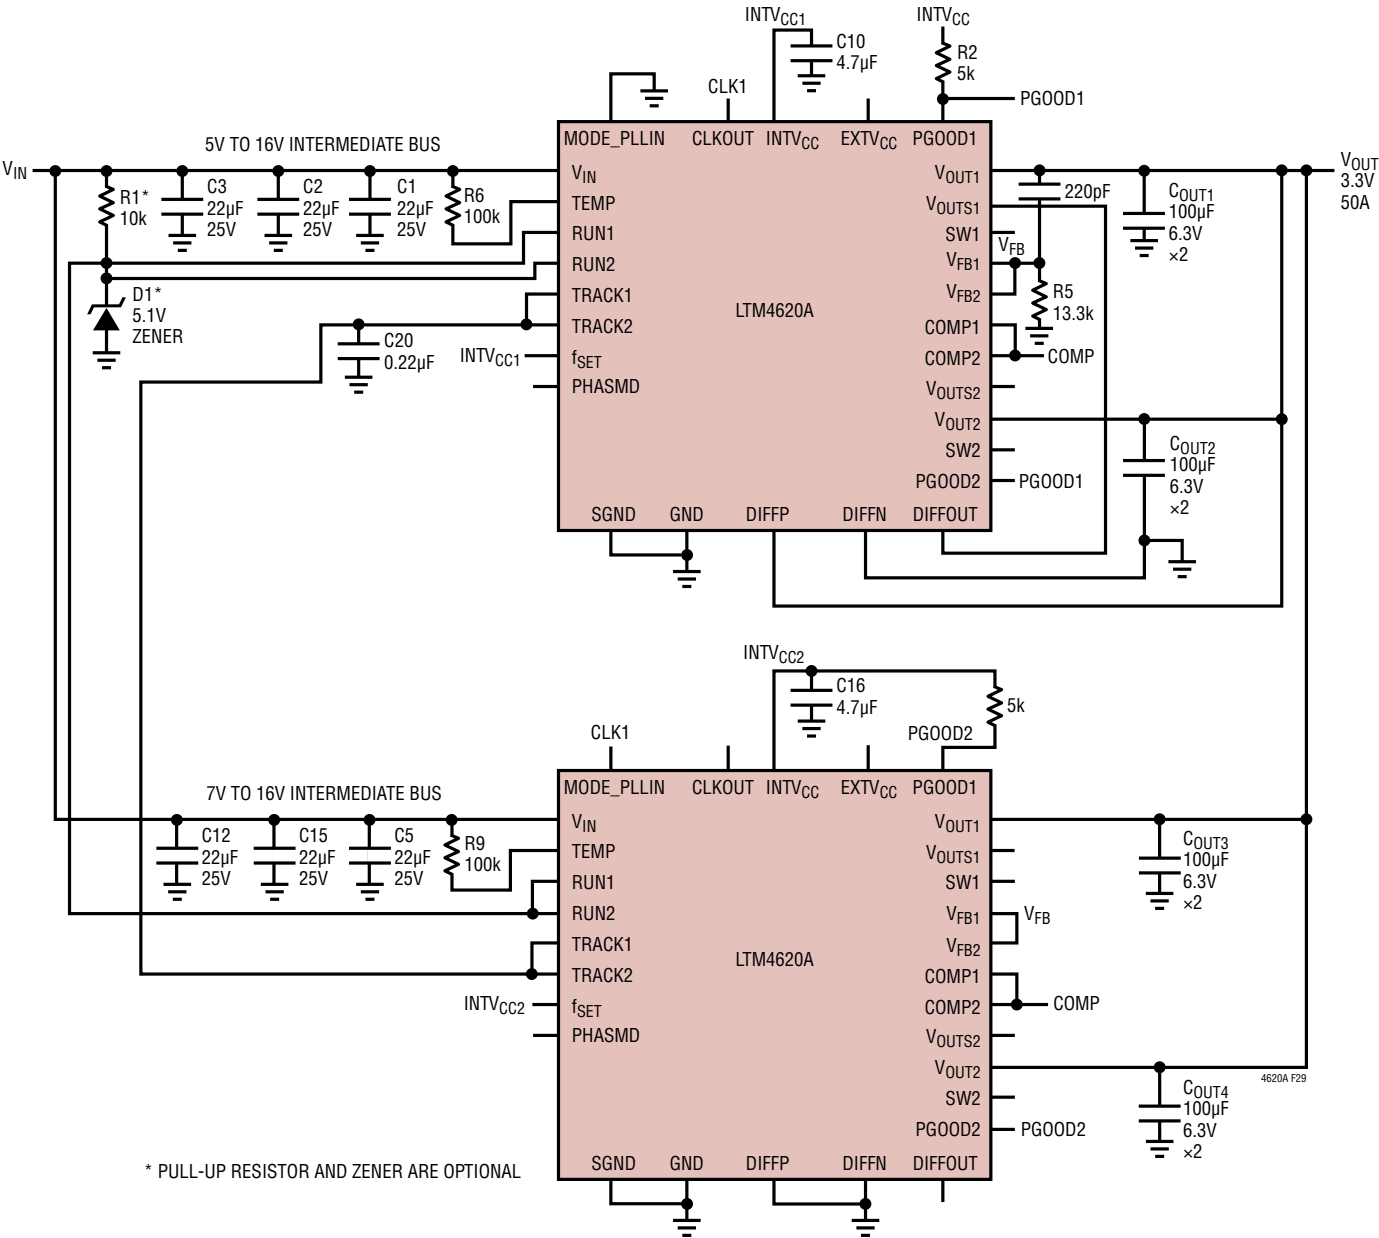 INTVCC1
INTVCC
C10
4.7µF
R2
5k
CLK1
PGOOD1
5V TO 16V INTERMEDIATE BUS
MODE_PLLIN
CLKOUT
INTVCC
EXTVCC
PGOOD1
VIN
R1*
10k
C3
22µF
25V
C2
22µF
25V
C1
22µF
25V
R6
100k
VIN
TEMP
RUN1
RUN2
TRACK1
TRACK2
fSET
PHASMD
LTM4620A
VOUT1
VOUTS1
SW1
VFB1
VFB2
COMP1
COMP2
VOUTS2
VOUT2
SW2
PGOOD2
SGND
GND
DIFFP
DIFFN
DIFFOUT
D1*
5.1V
ZENER
C20
0.22µF
INTVCC1
220pF
VFB
R5
13.3k
COMP
PGOOD1
COUT1
100µF
6.3V
×2
VOUT
3.3V
50A
COUT2
100µF
6.3V
×2
INTVCC2
C16
4.7µF
5k
CLK1
PGOOD2
7V TO 16V INTERMEDIATE BUS
MODE_PLLIN
CLKOUT
INTVCC
EXTVCC
PGOOD1
C12
22µF
25V
C15
22µF
25V
C5
22µF
25V
R9
100k
VIN
TEMP
RUN1
RUN2
TRACK1
TRACK2
fSET
PHASMD
INTVCC2
LTM4620A
VOUT1
VOUTS1
SW1
VFB1
VFB2
COMP1
COMP2
VOUTS2
VOUT2
SW2
PGOOD2
SGND
GND
DIFFP
DIFFN
DIFFOUT
VFB
COMP
PGOOD2
COUT3
100µF
6.3V
×2
4620A F29
COUT4
100µF
6.3V
×2
* PULL-UP RESISTOR AND ZENER ARE OPTIONAL